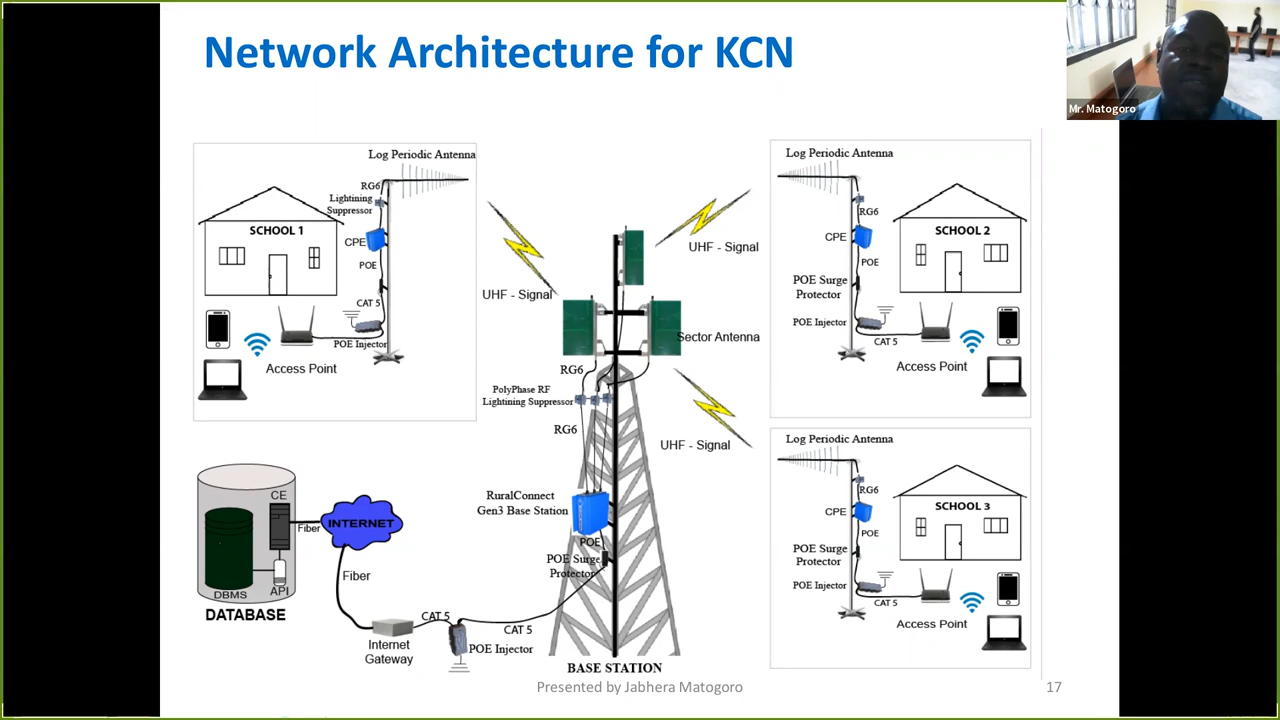 Network Architecture for KCN
Mr. Matogoro
Log Periodic Antenna
RG6
Lightining
Suppressor
SCHOOL 1
CPE
POE
CAT 5
POE Injector
Access Point
UHF - Signal
UHF - Signal
Sector Antenna
RG6
PolyPhase RF
Lightining Suppressor
RG6
UHF - Signal
RuralConnect
Gen3 Base Station
POE
POE Surge
Protector
BASE STATION
Log Periodic Antenna
RG6
SCHOOL 2
CPE
POE
POE Surge
Protector
POE Injector
CAT 5
Access Point
Log Periodic Antenna
RG6
SCHOOL 3
CPE
POE
POE Surge
Protector
POE Injector
CAT 5
Access Point
CE
Fiber
INTERNET
DBMS
API
DATABASE
Fiber
Internet
Gateway
CAT 5
CAT 5
POE Injector
Presented by Jabhera Matogoro
17